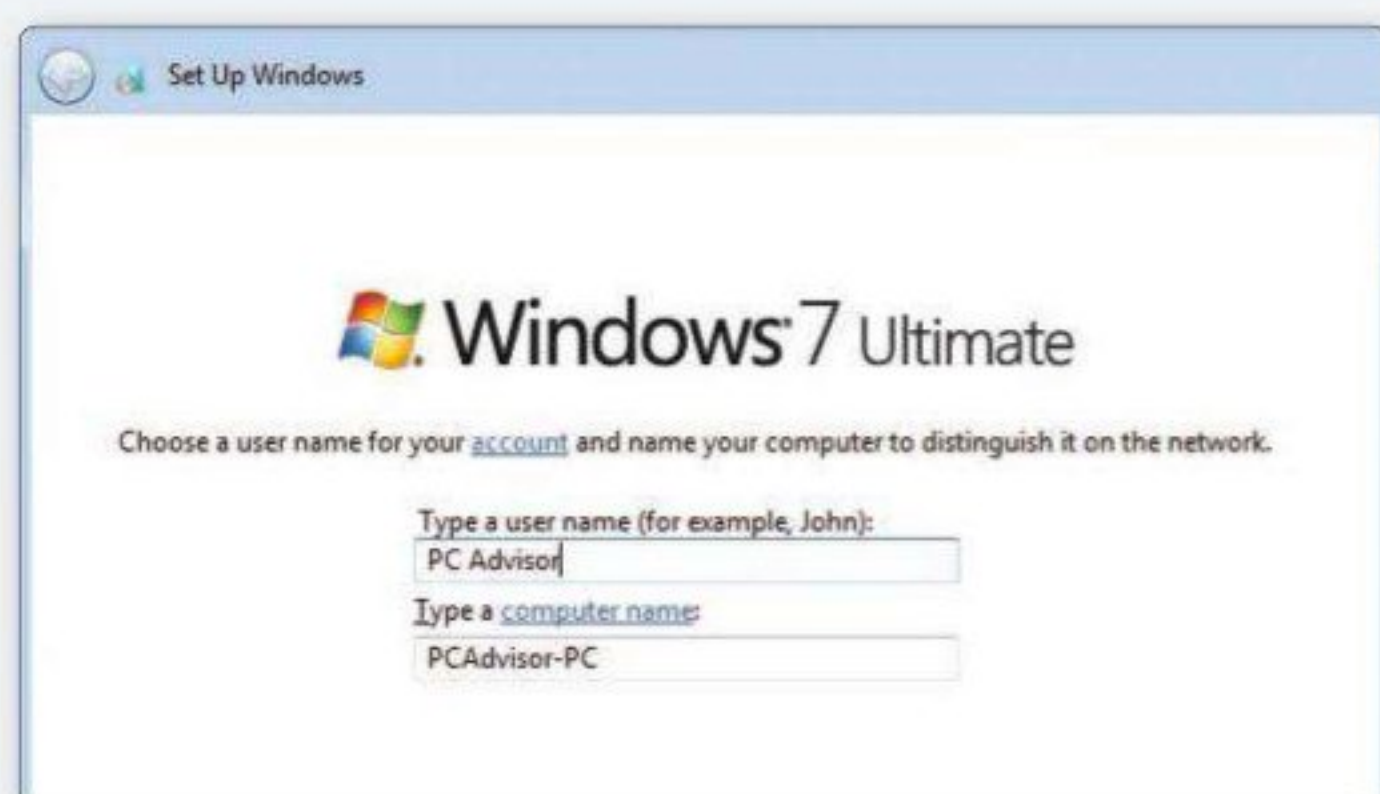 Set Up Windows
Windows 7 Ultimate
Choose a user name for your account and name your computer to distinguish it on the network.
Type a user name (for example, John):
PC Advisor
Type a computer name:
PCAdvisor-PC